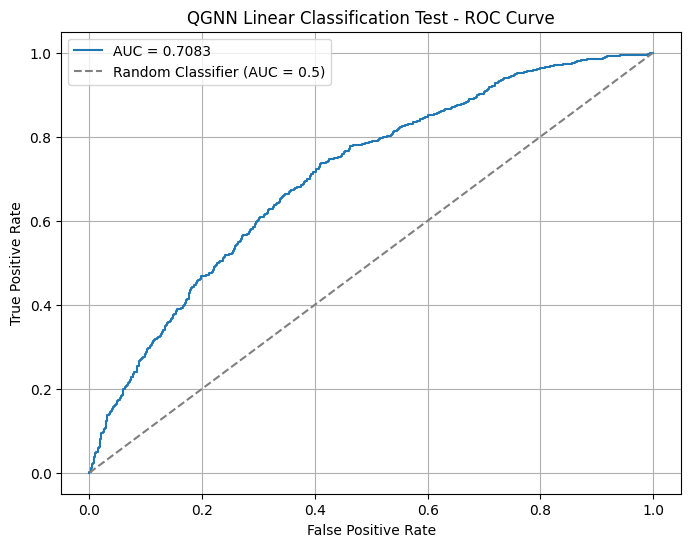 QGNN Linear Classification Test - ROC Curve
AUC = 0.7083
Random Classifier (AUC = 0.5)
1.0
0.8
0.6
0.4
0.2
0.0
True Positive Rate
0.0 0.2 0.4 0.6 0.8 1.0
False Positive Rate